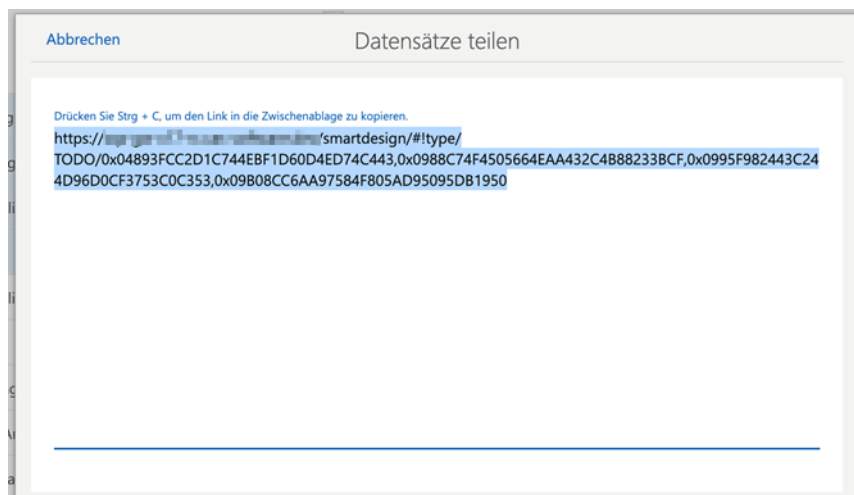 Abbrechen
Datensätze teilen
Drücken Sie Strg + C, um den Link in die Zwischenablage zu kopieren.
https:// /smartdesign/#!type/
TODO/0x04893FCC2D1C744EBF1D60D4ED74C443,0x0988C74F4505664EAA432C4B88233BCF,0x0995F982443C24
4D96D0CF3753C0C353,0x09B08CC6AA97584F805AD95095DB1950